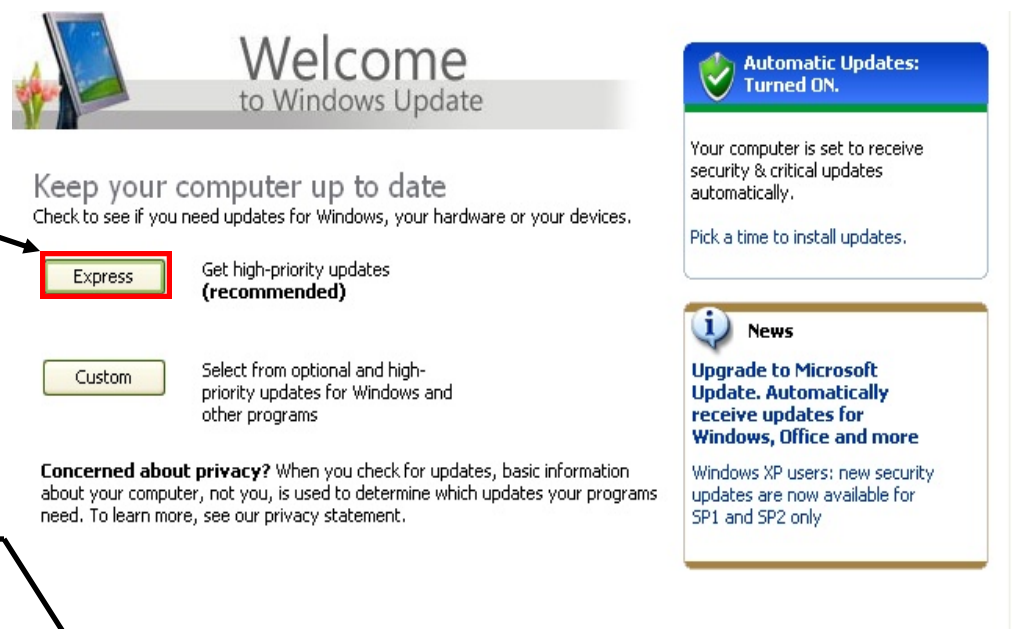 Welcome
to Windows Update
Keep your computer up to date
Check to see if you need updates for Windows, your hardware or your devices.
Express
Get high-priority updates
(recommended)
Custom
Select from optional and high-
priority updates for Windows and
other programs
Concerned about privacy? When you check for updates, basic information
about your computer, not you, is used to determine which updates your programs
need. To learn more, see our privacy statement.
Automatic Updates:
Turned ON.
Your computer is set to receive
security & critical updates
automatically.
Pick a time to install updates.
News
Upgrade to Microsoft
Update. Automatically
receive updates for
Windows, Office and more
Windows XP users: new security
updates are now available for
SP1 and SP2 only